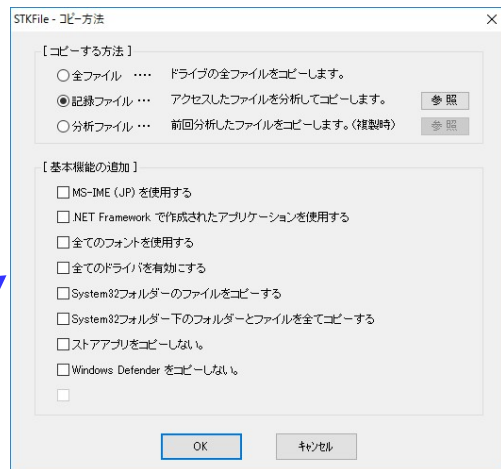 STKFile - コピー方法
[ コピーする方法 ]
全ファイル ････ ドライブの全ファイルをコピーします。
記録ファイル ･･･ アクセスしたファイルを分析してコピーします。 参照
分析ファイル ･･･ 前回分析したファイルをコピーします。(複製時) 参照
[ 基本機能の追加 ]
MS-IME (JP) を使用する
.NET Framework で作成されたアプリケーションを使用する
全てのフォントを使用する
全てのドライバを有効にする
System32フォルダーのファイルをコピーする
System32フォルダー下のフォルダーとファイルを全てコピーする
ストアアプリをコピーしない。
Windows Defender をコピーしない。
OK キャンセル